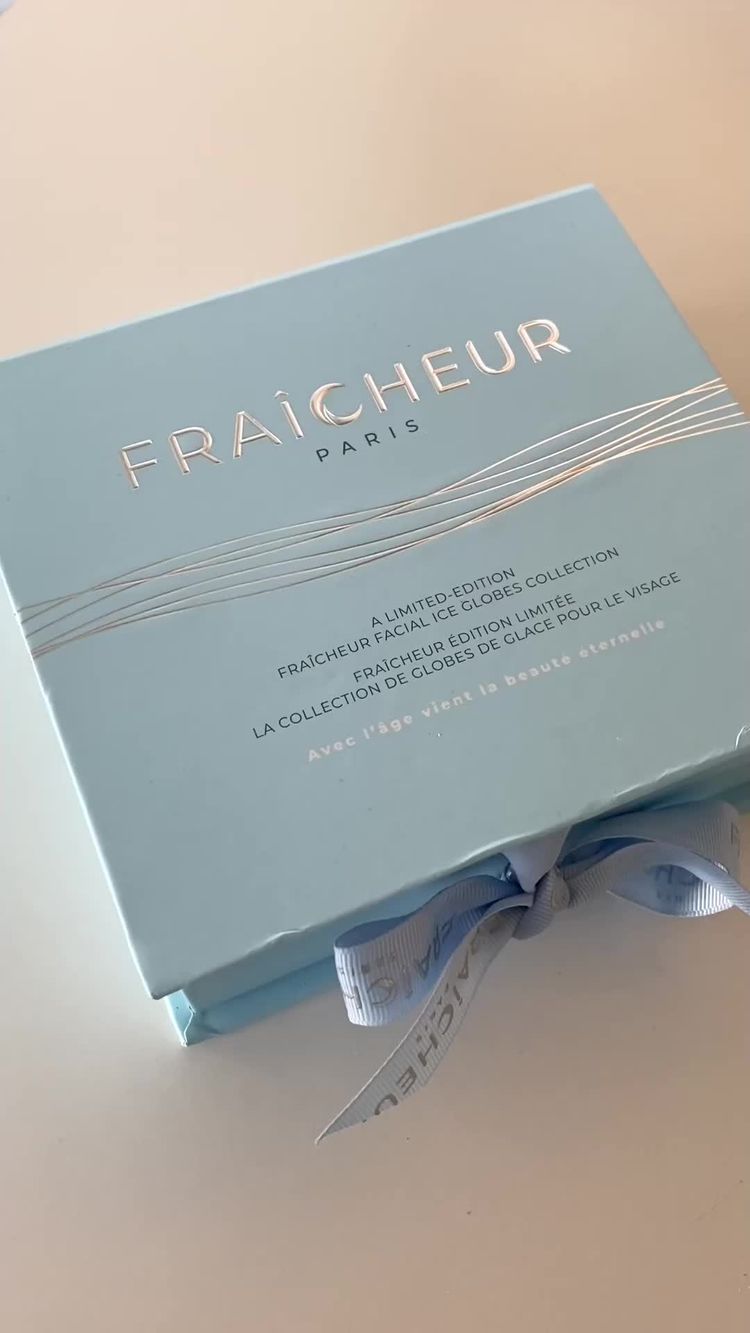 FRAÎCHEUR
PARIS
A LIMITED-EDITION
FRAÎCHEUR FACIAL ICE GLOBES COLLECTION
FRAÎCHEUR ÉDITION LIMITÉE
LA COLLECTION DE GLOBES DE GLACE POUR LE VISAGE
Avec l'âge vient la beauté éternelle